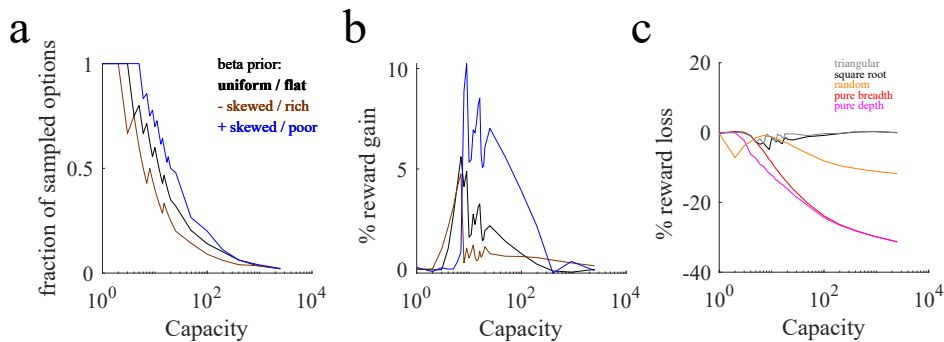 a
fraction of sampled options
1
0.5
0
10^0
10^2
10^4
Capacity
beta prior:
uniform / flat
- skewed / rich
+ skewed / poor
b
% reward gain
10
5
0
10^0
10^2
10^4
Capacity
c
% reward loss
20
0
-20
-40
10^0
10^2
10^4
Capacity
triangular
square root
random
pure breadth
pure depth